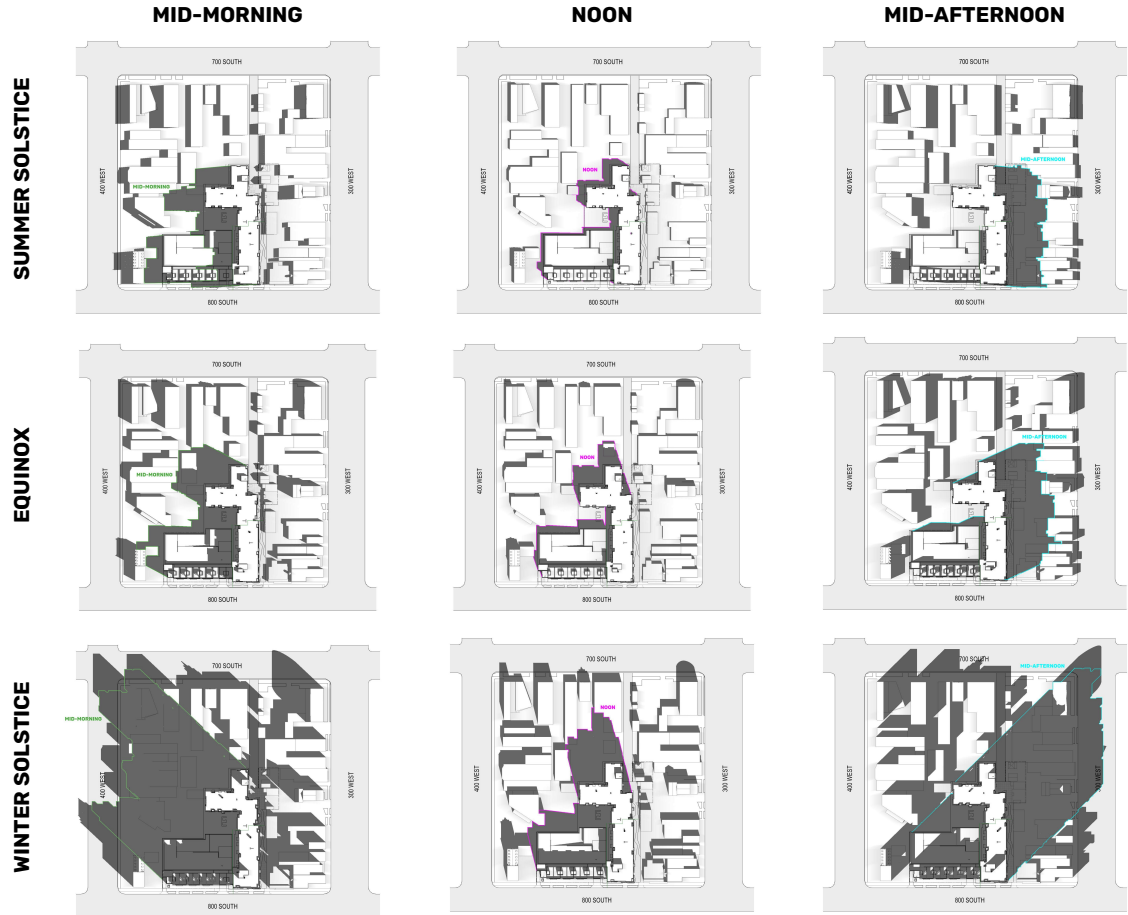 MID-MORNING NOON MID-AFTERNOON
SUMMER SOLSTICE
700 SOUTH
400 WEST
300 WEST
MID-MORNING
800 SOUTH
700 SOUTH
400 WEST
300 WEST
NOON
800 SOUTH
700 SOUTH
400 WEST
300 WEST
MID-AFTERNOON
800 SOUTH
EQUINOX
700 SOUTH
400 WEST
300 WEST
MID-MORNING
800 SOUTH
700 SOUTH
400 WEST
300 WEST
NOON
800 SOUTH
700 SOUTH
400 WEST
300 WEST
MID-AFTERNOON
800 SOUTH
WINTER SOLSTICE
700 SOUTH
MID-MORNING
400 WEST
300 WEST
800 SOUTH
700 SOUTH
NOON
400 WEST
300 WEST
800 SOUTH
700 SOUTH
MID-AFTERNOON
400 WEST
300 WEST
800 SOUTH